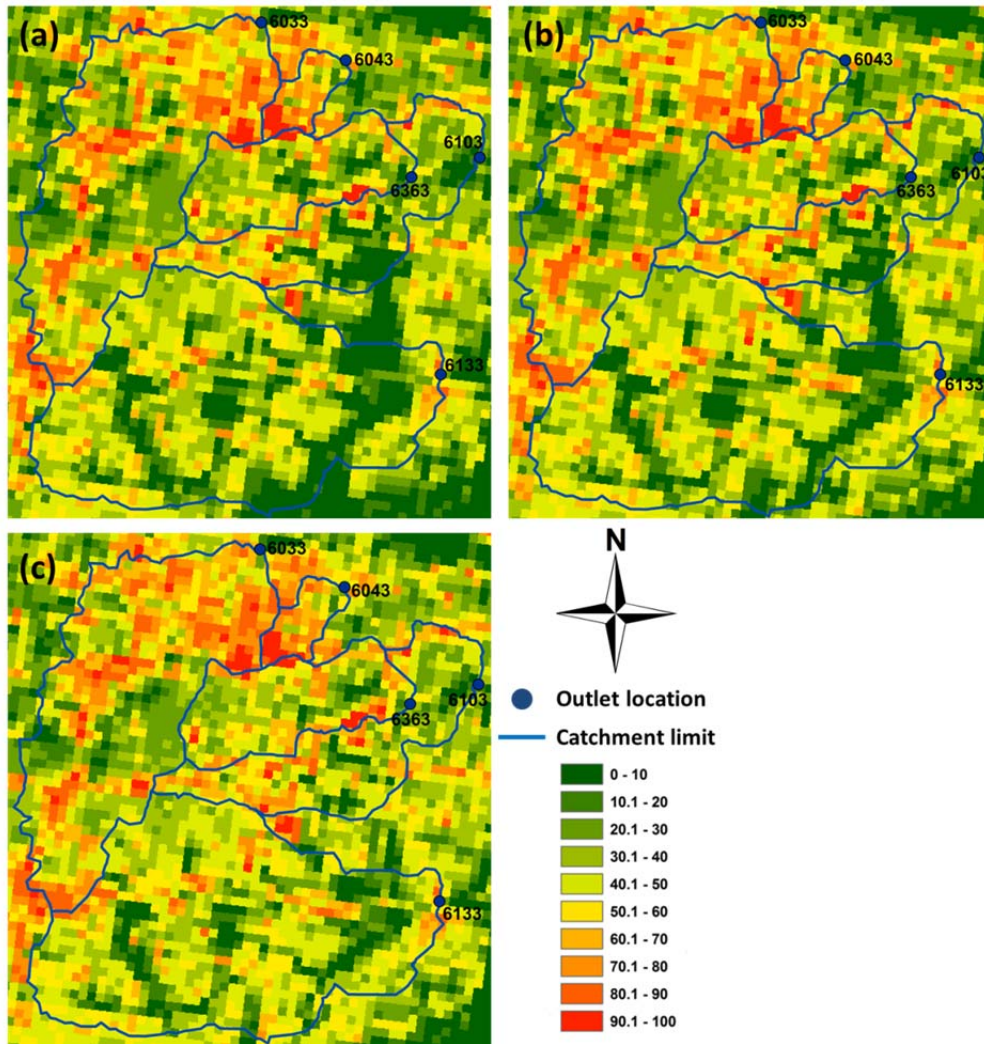 (a)
6033
6043
6103
6363
6133
(b)
6033
6043
6103
6363
6133
(c)
6033
6043
6103
6363
6133
N
Outlet location
Catchment limit
0 - 10
10.1 - 20
20.1 - 30
30.1 - 40
40.1 - 50
50.1 - 60
60.1 - 70
70.1 - 80
80.1 - 90
90.1 - 100